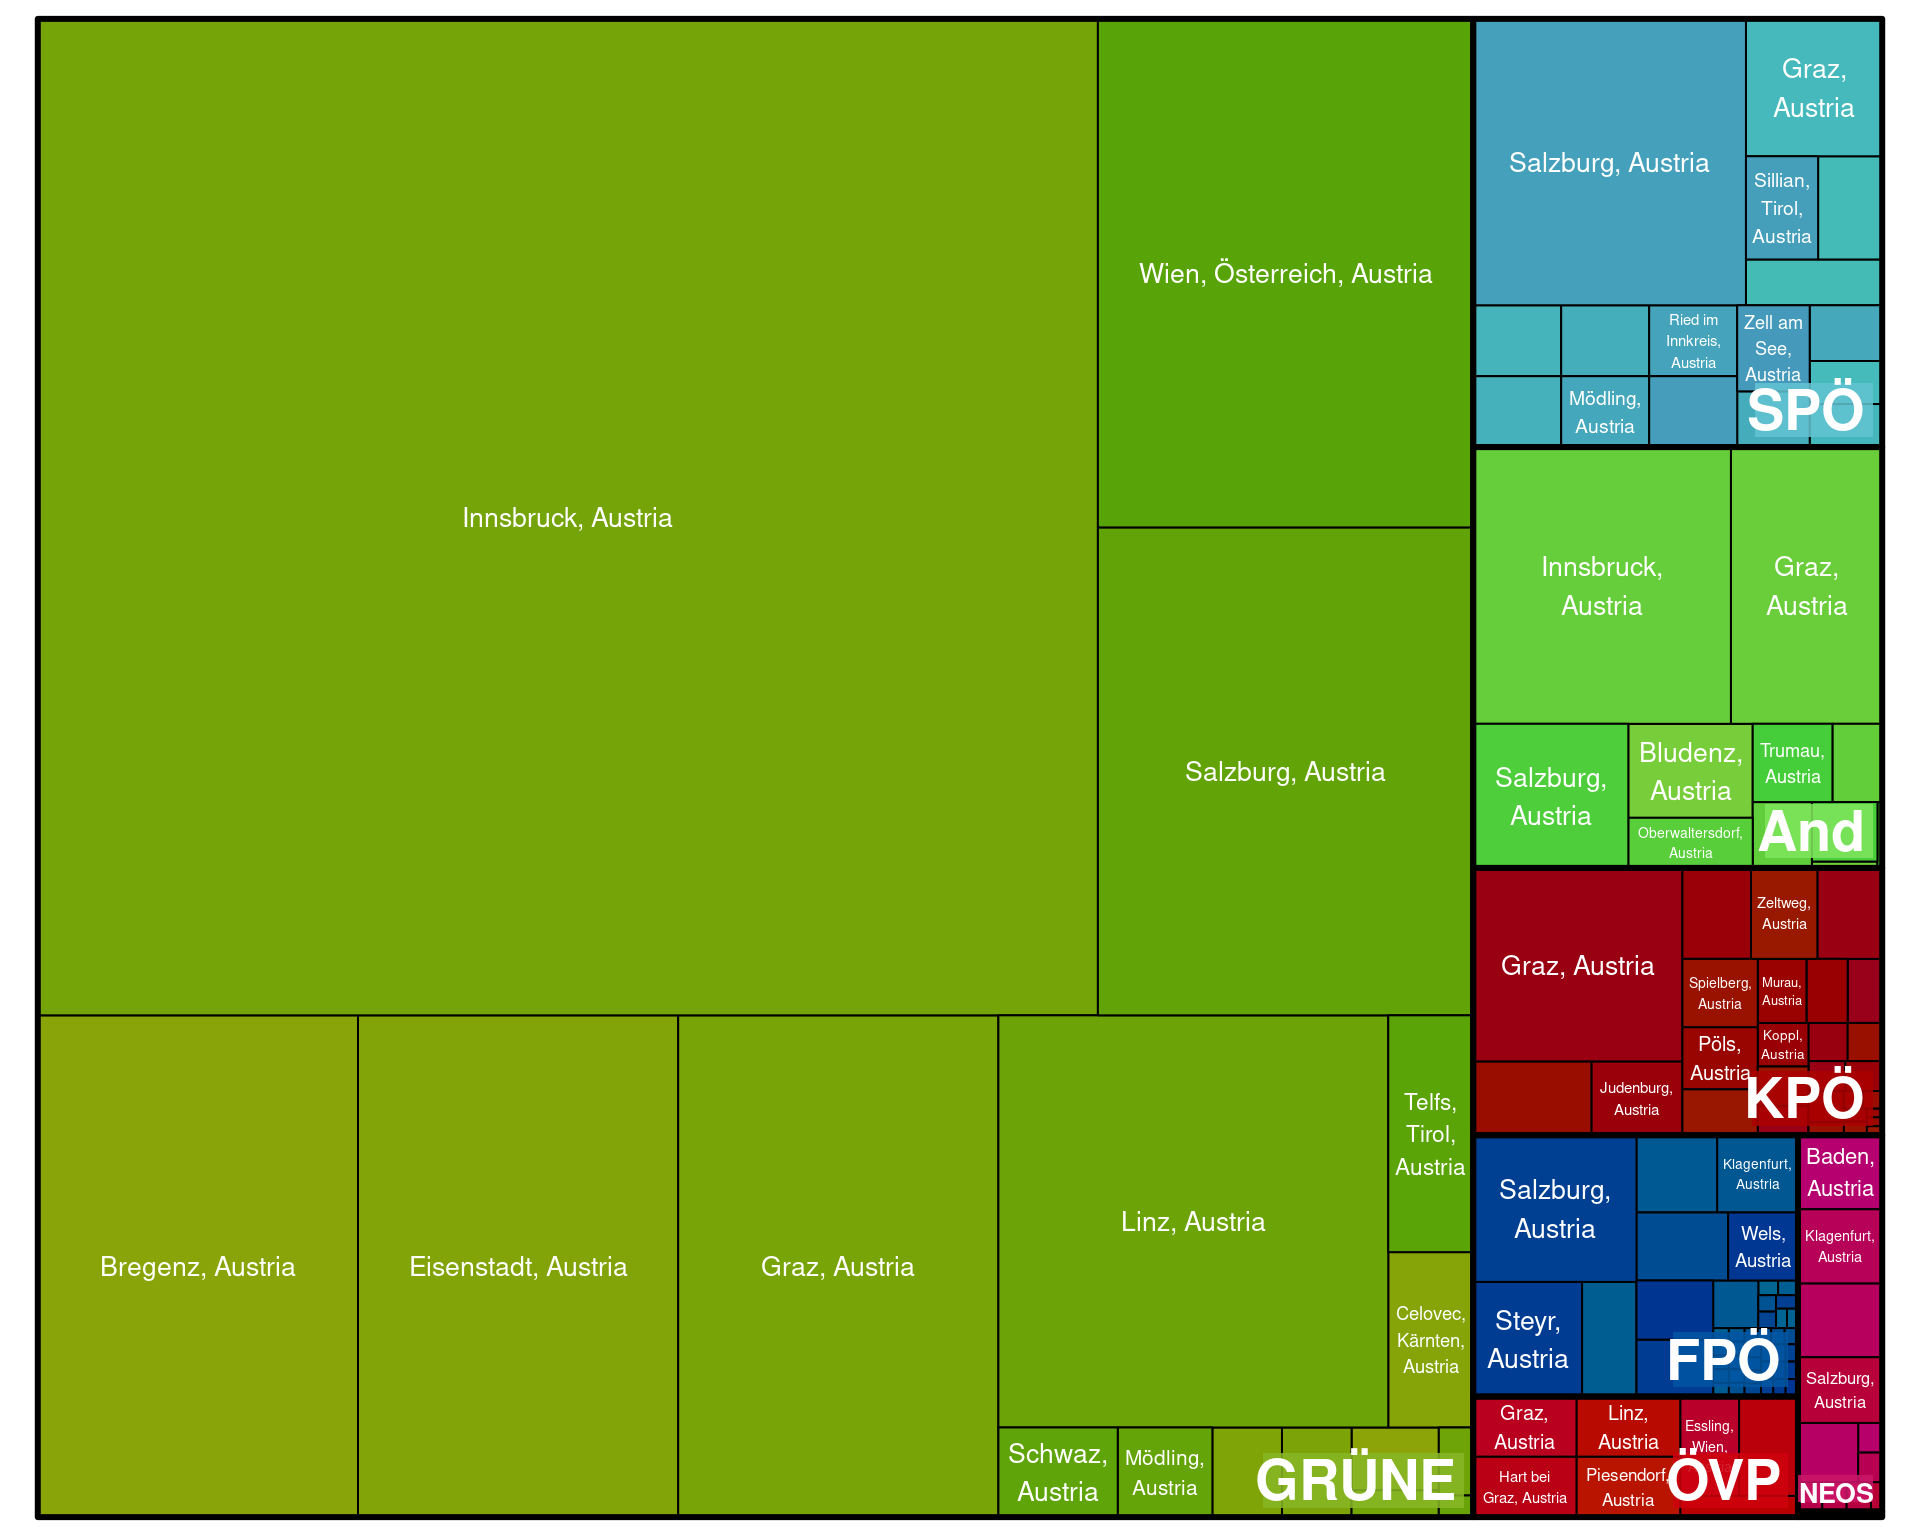 Innsbruck, Austria
Wien, Österreich, Austria
Salzburg, Austria
Bregenz, Austria
Eisenstadt, Austria
Graz, Austria
Linz, Austria
Telfs,
Tirol,
Austria
Celovec,
Kärnten,
Austria
Schwaz,
Austria
Mödling,
Austria
GRÜNE
Salzburg, Austria
Graz,
Austria
Sillian,
Tirol,
Austria
Ried im
Innkreis,
Austria
Zell am
See,
Austria
Mödling,
Austria
SPÖ
Innsbruck,
Austria
Graz,
Austria
Salzburg,
Austria
Bludenz,
Austria
Oberwaltersdorf,
Austria
Trumau,
Austria
And
Graz, Austria
Zeltweg,
Austria
Spielberg,
Austria
Murau,
Austria
Pöls,
Austria
Koppl,
Austria
Judenburg,
Austria
KPÖ
Salzburg,
Austria
Klagenfurt,
Austria
Wels,
Austria
Steyr,
Austria
FPÖ
Baden,
Austria
Klagenfurt,
Austria
Salzburg,
Austria
NEOS
Graz,
Austria
Linz,
Austria
Essling,
Wien,
Hart bei
Graz, Austria
Piesendorf,
Austria
ÖVP